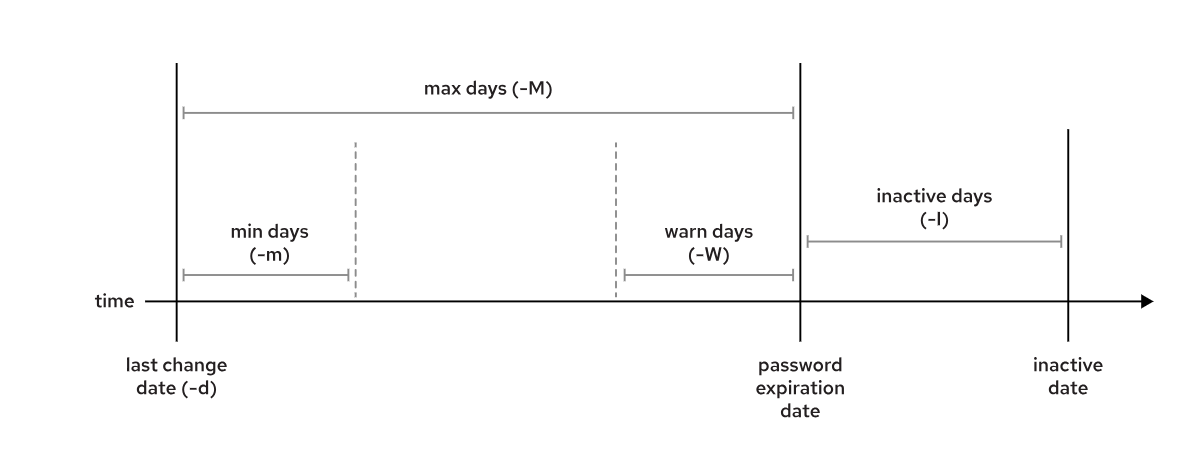 max days (-M)
min days
(-m)
warn days
(-W)
inactive days
(-I)
time
last change
date (-d)
password
expiration
date
inactive
date